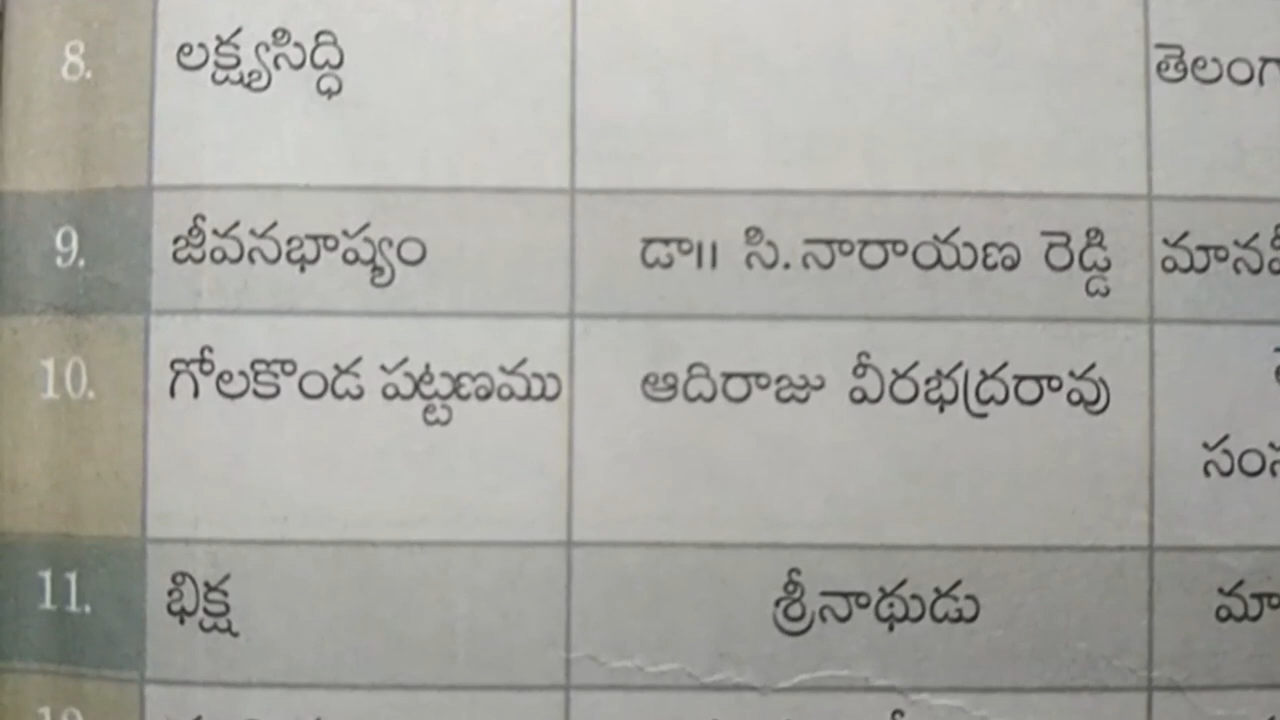 8. లక్ష్యసిద్ధి
9. జీవనభాష్యం డా॥ సి.నారాయణ రెడ్డి
10. గోలకొండ పట్టణము ఆదిరాజు వీరభద్రరావు
11. భిక్ష శ్రీనాథుడు